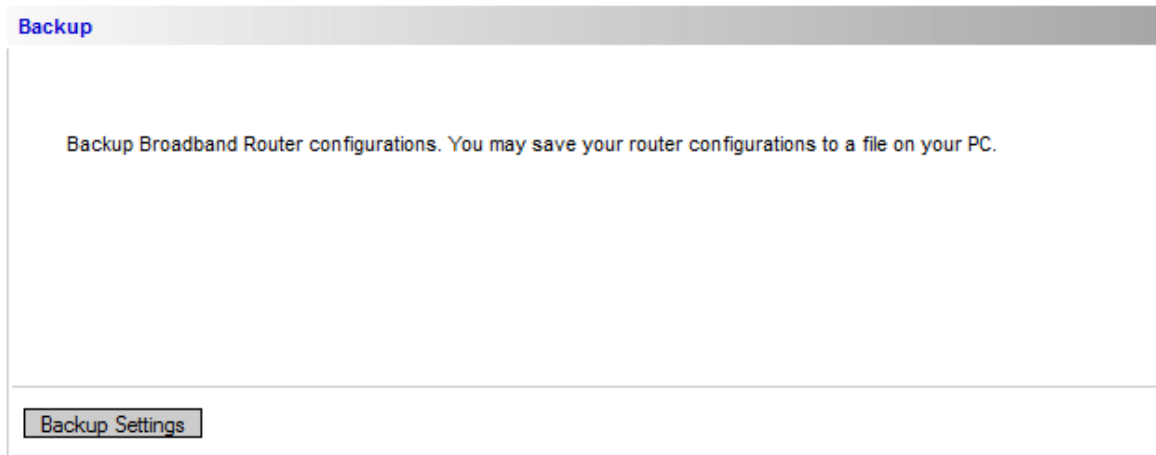 Backup
Backup Broadband Router configurations. You may save your router configurations to a file on your PC.
Backup Settings